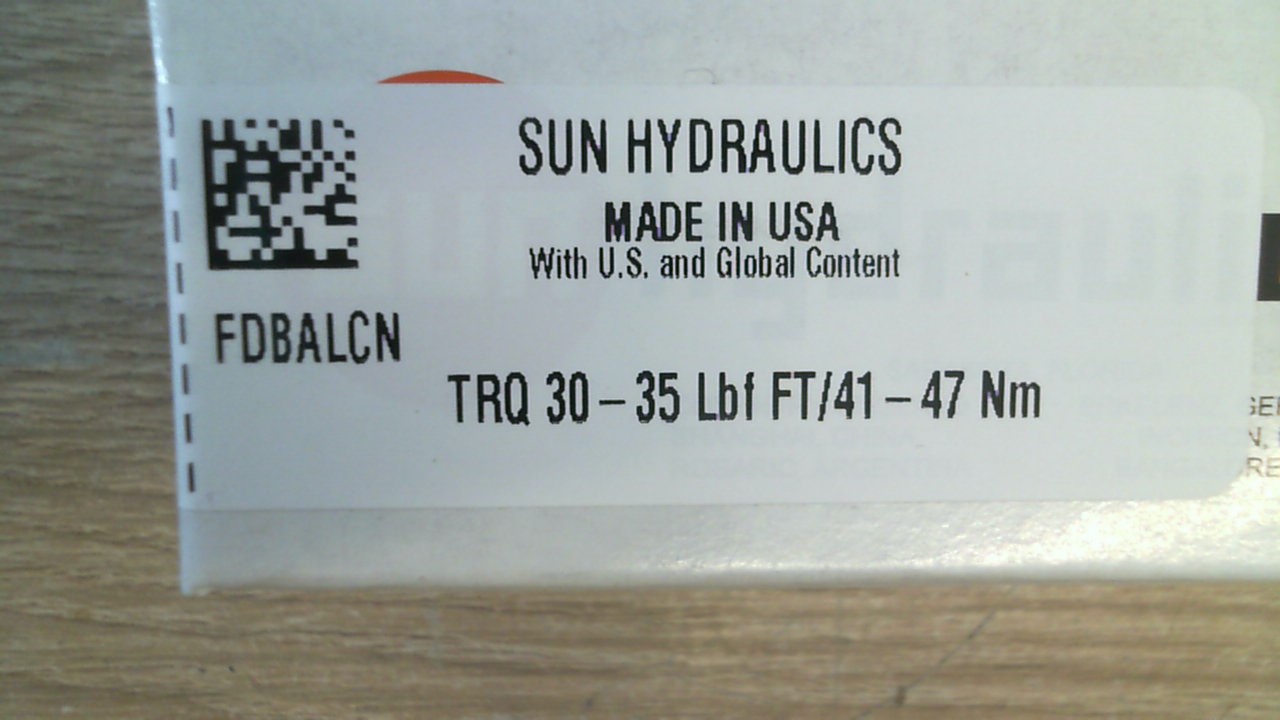 SUN HYDRAULICS
MADE IN USA
With U.S. and Global Content
FDBALCN
TRQ 30 – 35 Lbf FT/41 – 47 Nm